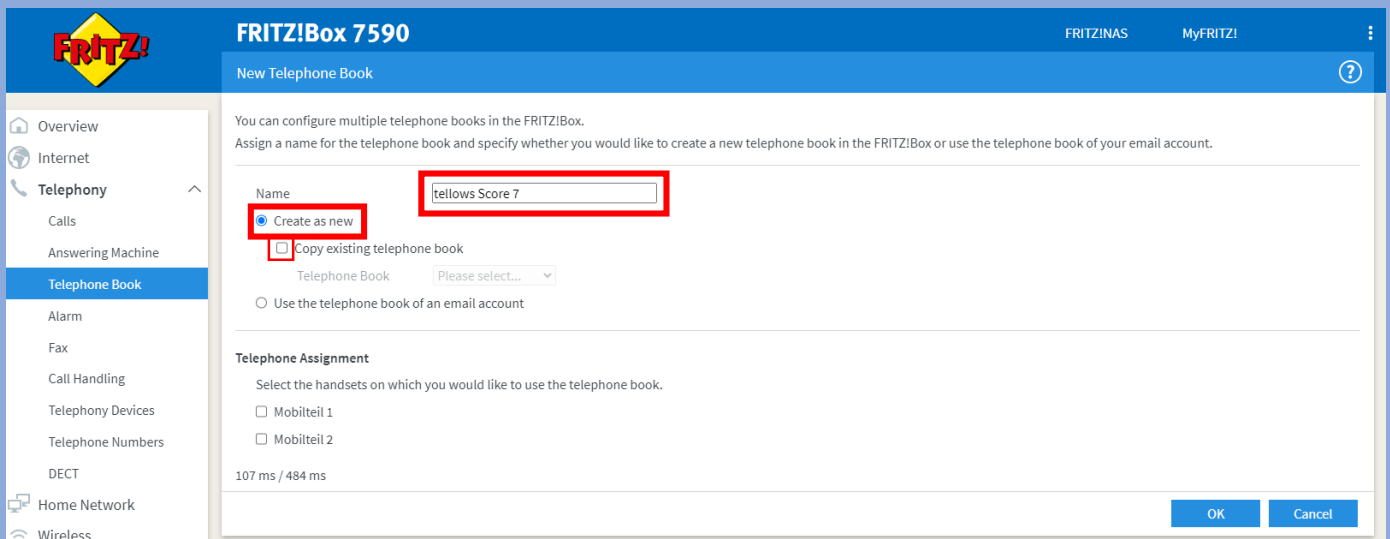 FRITZ!
FRITZ!Box 7590
FRITZ!NAS
MyFRITZ!
New Telephone Book
?
Overview
Internet
Telephony
Calls
Answering Machine
Telephone Book
Alarm
Fax
Call Handling
Telephony Devices
Telephone Numbers
DECT
Home Network
Wireless
You can configure multiple telephone books in the FRITZ!Box.
Assign a name for the telephone book and specify whether you would like to create a new telephone book in the FRITZ!Box or use the telephone book of your email account.
Name
tellows Score 7
Create as new
Copy existing telephone book
Telephone Book
Please select...
Use the telephone book of an email account
Telephone Assignment
Select the handsets on which you would like to use the telephone book.
Mobilteil 1
Mobilteil 2
107 ms / 484 ms
OK
Cancel